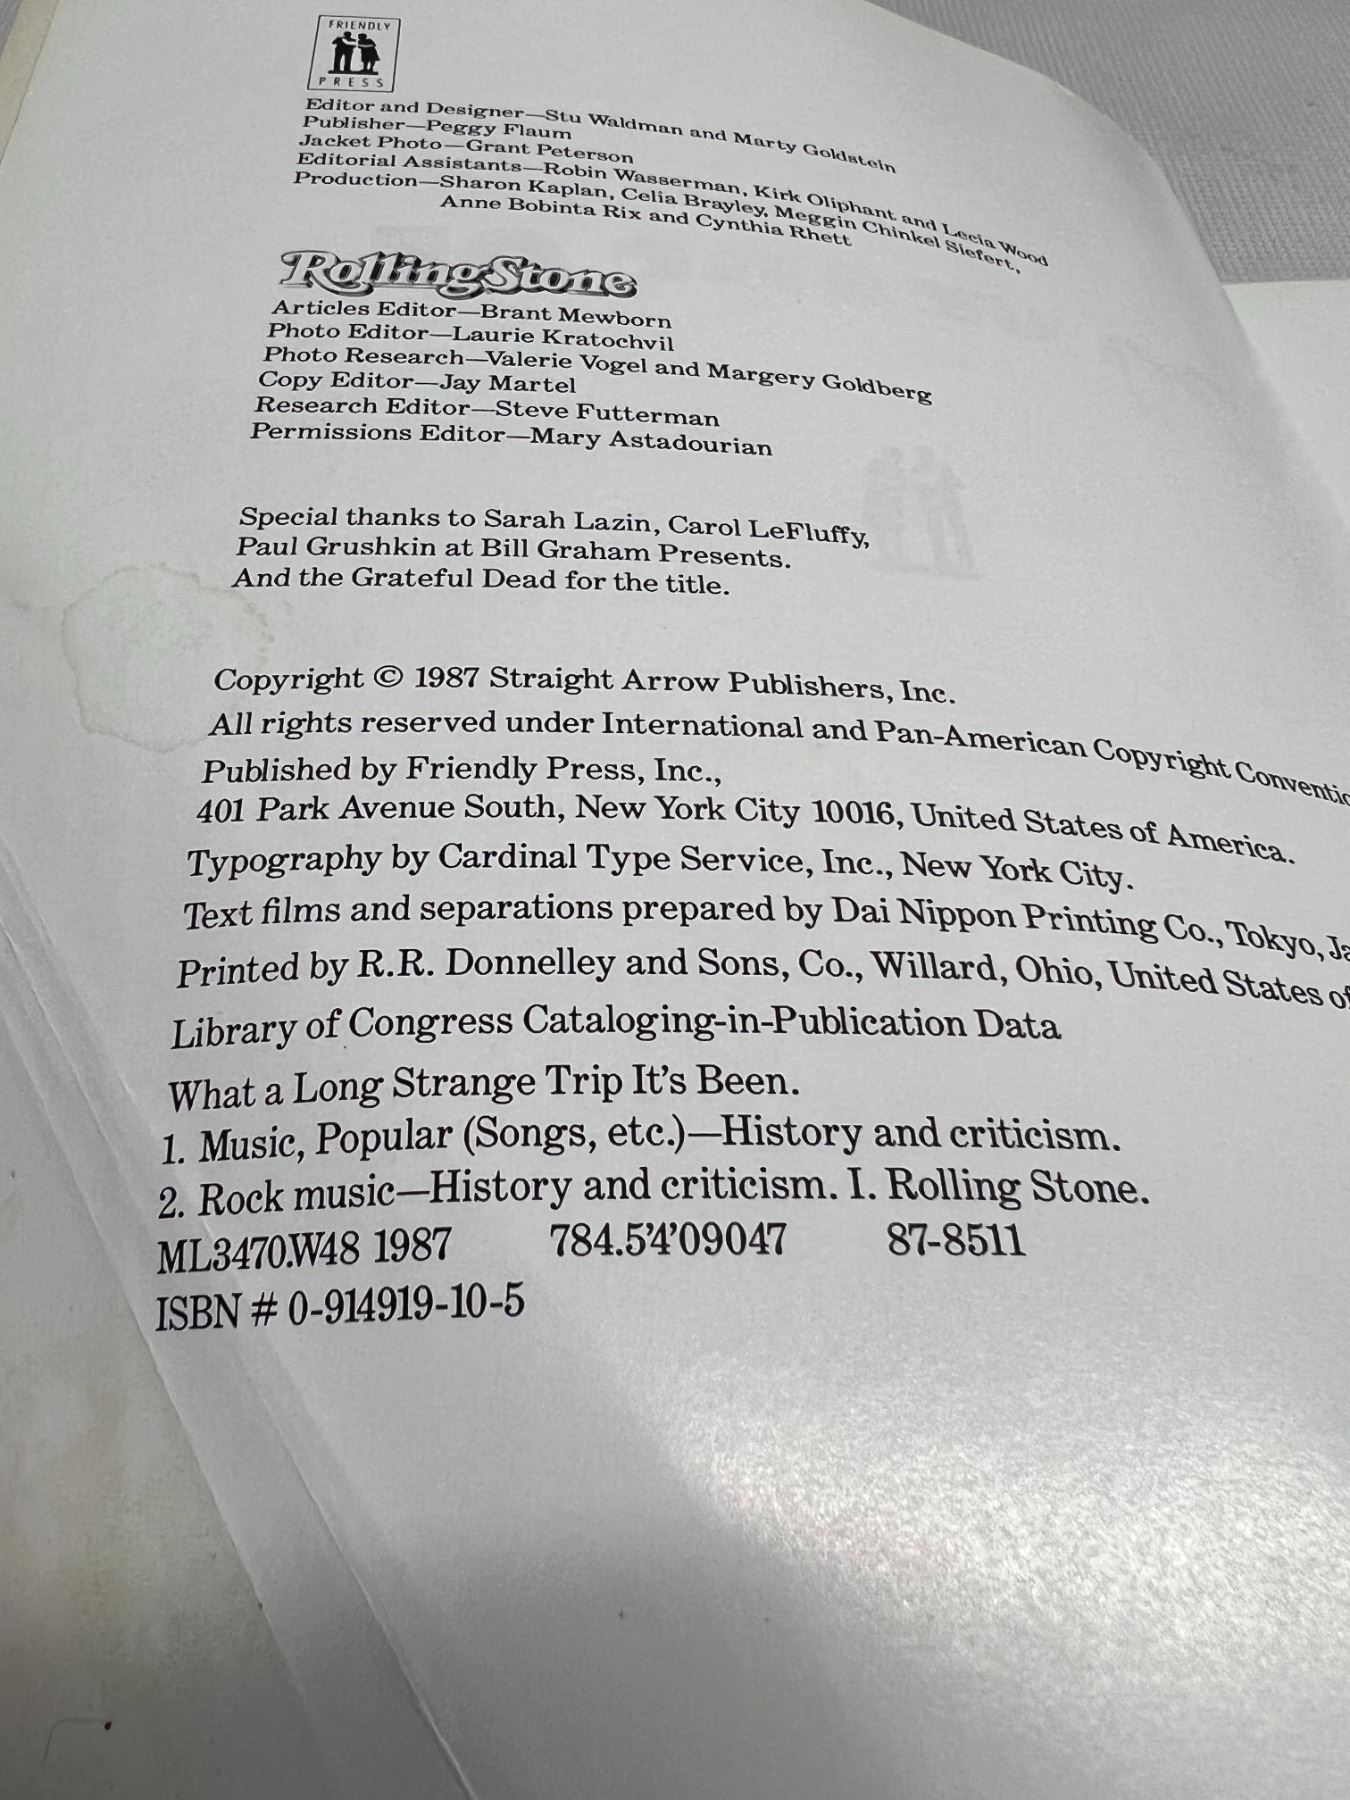 FRIENDLY
PRESS
Editor and Designer—Stu Waldman and Marty Goldstein
Publisher—Peggy Flaum
Jacket Photo—Grant Peterson
Editorial Assistants—Robin Wasserman, Kirk Oliphant and Lecia Wood
Production—Sharon Kaplan, Celia Brayley, Meggin Chinkel Siefert,
Anne Bobinta Rix and Cynthia Rhett
RollingStone
Articles Editor—Brant Mewborn
Photo Editor—Laurie Kratochvil
Photo Research—Valerie Vogel and Margery Goldberg
Copy Editor—Jay Martel
Research Editor—Steve Futterman
Permissions Editor—Mary Astadourian
Special thanks to Sarah Lazin, Carol LeFluffy,
Paul Grushkin at Bill Graham Presents.
And the Grateful Dead for the title.
Copyright © 1987 Straight Arrow Publishers, Inc.
All rights reserved under International and Pan-American Copyright Conventio
Published by Friendly Press, Inc.,
401 Park Avenue South, New York City 10016, United States of America.
Typography by Cardinal Type Service, Inc., New York City.
Text films and separations prepared by Dai Nippon Printing Co., Tokyo, Ja
Printed by R.R. Donnelley and Sons, Co., Willard, Ohio, United States of
Library of Congress Cataloging-in-Publication Data
What a Long Strange Trip It's Been.
1. Music, Popular (Songs, etc.)—History and criticism.
2. Rock music—History and criticism. I. Rolling Stone.
ML3470.W48 1987 784.5'4'09047 87-8511
ISBN # 0-914919-10-5